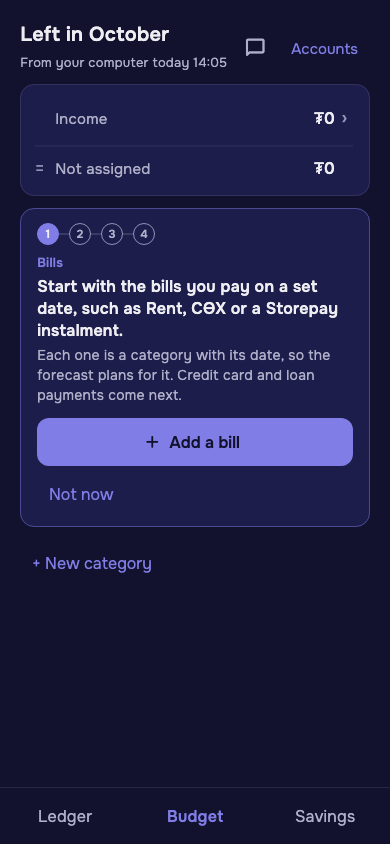 Left in October
From your computer today 14:05
Accounts
Income ₮0 ›
= Not assigned ₮0
1 2 3 4
Bills
Start with the bills you pay on a set
date, such as Rent, СӨХ or a Storepay
instalment.
Each one is a category with its date, so the
forecast plans for it. Credit card and loan
payments come next.
+ Add a bill
Not now
+ New category
Ledger Budget Savings